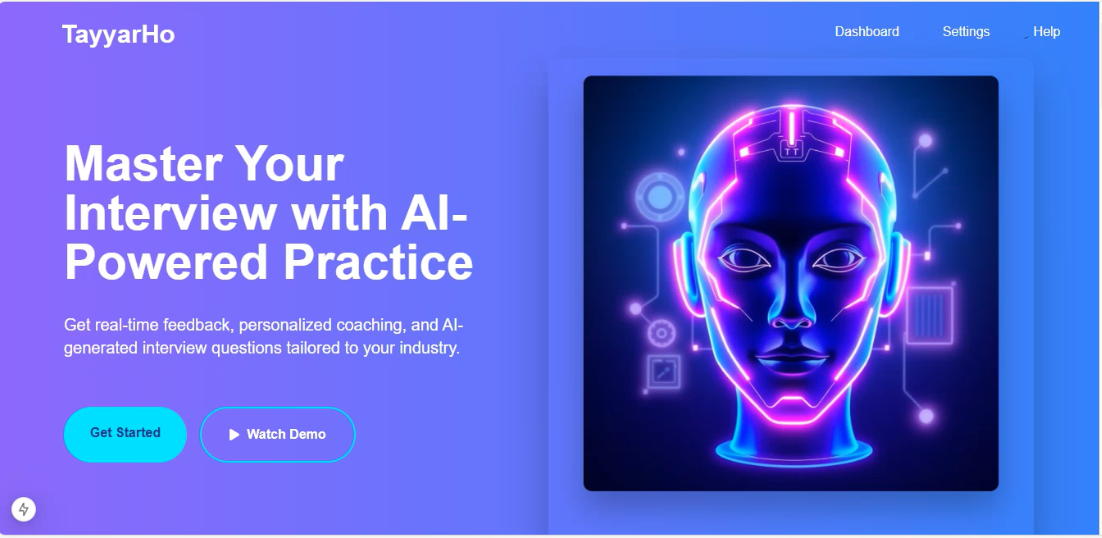 TayyarHo
Dashboard Settings Help
Master Your
Interview with AI-
Powered Practice
Get real-time feedback, personalized coaching, and AI-
generated interview questions tailored to your industry.
Get Started Watch Demo
TT